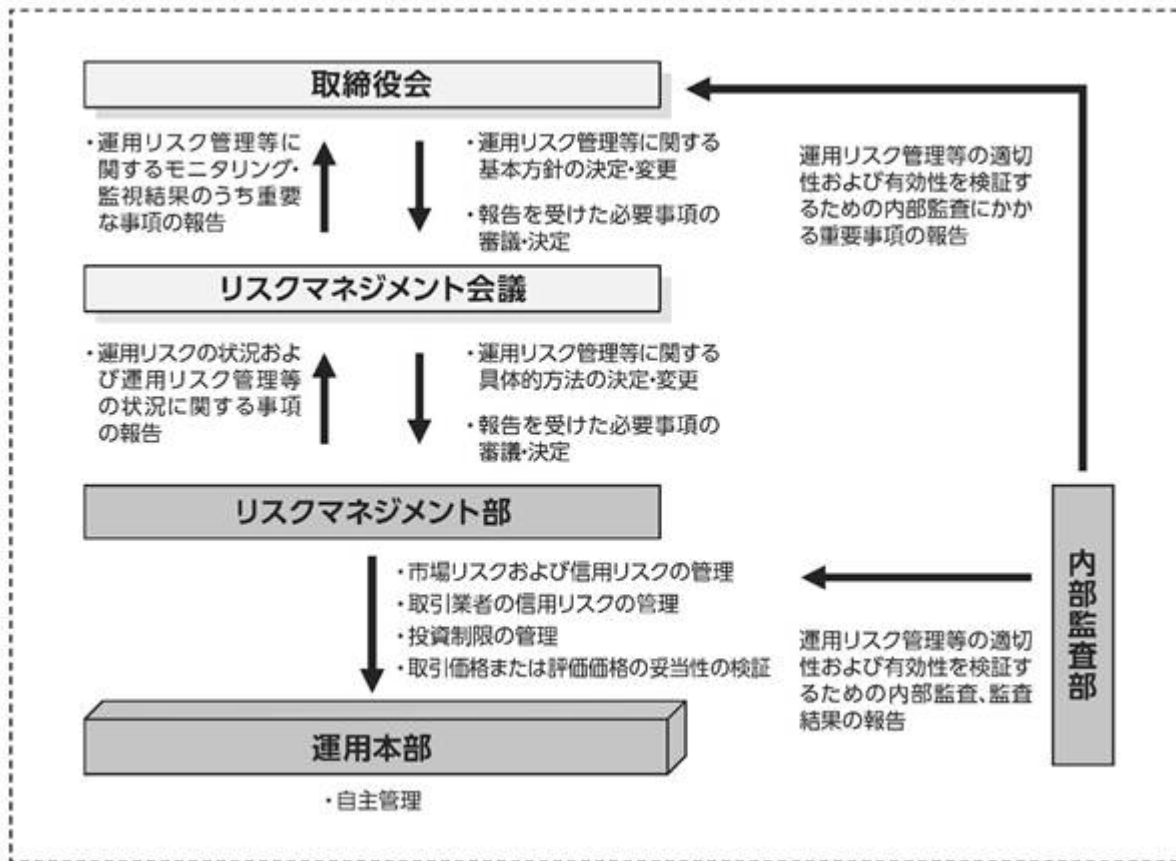 取締役会
・運用リスク管理等に
関するモニタリング・
監視結果のうち重要
な事項の報告
・運用リスク管理等に関する
基本方針の決定・変更
・報告を受けた必要事項の
審議・決定
運用リスク管理等の適切
性および有効性を検証す
るための内部監査にかか
る重要事項の報告
リスクマネジメント会議
・運用リスクの状況およ
び運用リスク管理等
の状況に関する事項
の報告
・運用リスク管理等に関する
具体的方法の決定・変更
・報告を受けた必要事項の
審議・決定
リスクマネジメント部
・市場リスクおよび信用リスクの管理
・取引業者の信用リスクの管理
・投資制限の管理
・取引価格または評価価格の妥当性の検証
内部監査部
運用リスク管理等の適切
性および有効性を検証す
るための内部監査、監査
結果の報告
運用本部
・自主管理